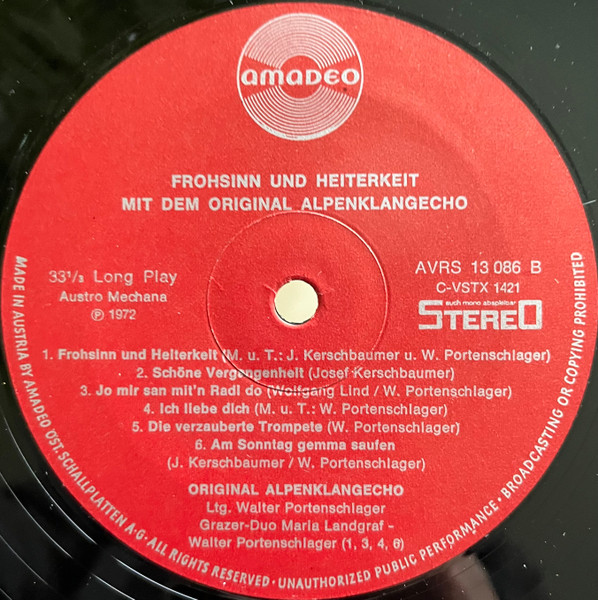 AMADEO
FROHSINN UND HEITERKEIT
MIT DEM ORIGINAL ALPENKLANGECHO
33 1/3 Long Play
Austro Mechana
Ⓟ 1972
AVRS 13 086 B
C-VSTX 1421
auch mono abspielbar
STEREO
1. Frohsinn und Heiterkeit (M. u. T.: J. Kerschbaumer u. W. Portenschlager)
2. Schöne Vergangenheit (Josef Kerschbaumer)
3. Jo mir san mit'n Radl do (Wolfgang Lind / W. Portenschlager)
4. Ich liebe dich (M. u. T.: W. Portenschlager)
5. Die verzauberte Trompete (W. Portenschlager)
6. Am Sonntag gemma saufen
(J. Kerschbaumer / W. Portenschlager)
ORIGINAL ALPENKLANGECHO
Ltg. Walter Portenschlager
Grazer-Duo Maria Landgraf -
Walter Portenschlager (1, 3, 4, 6)
MADE IN AUSTRIA BY AMADEO ÖST. SCHALLPLATTEN A·G · ALL RIGHTS RESERVED · UNAUTHORIZED PUBLIC PERFORMANCE · BROADCASTING OR COPYING PROHIBITED